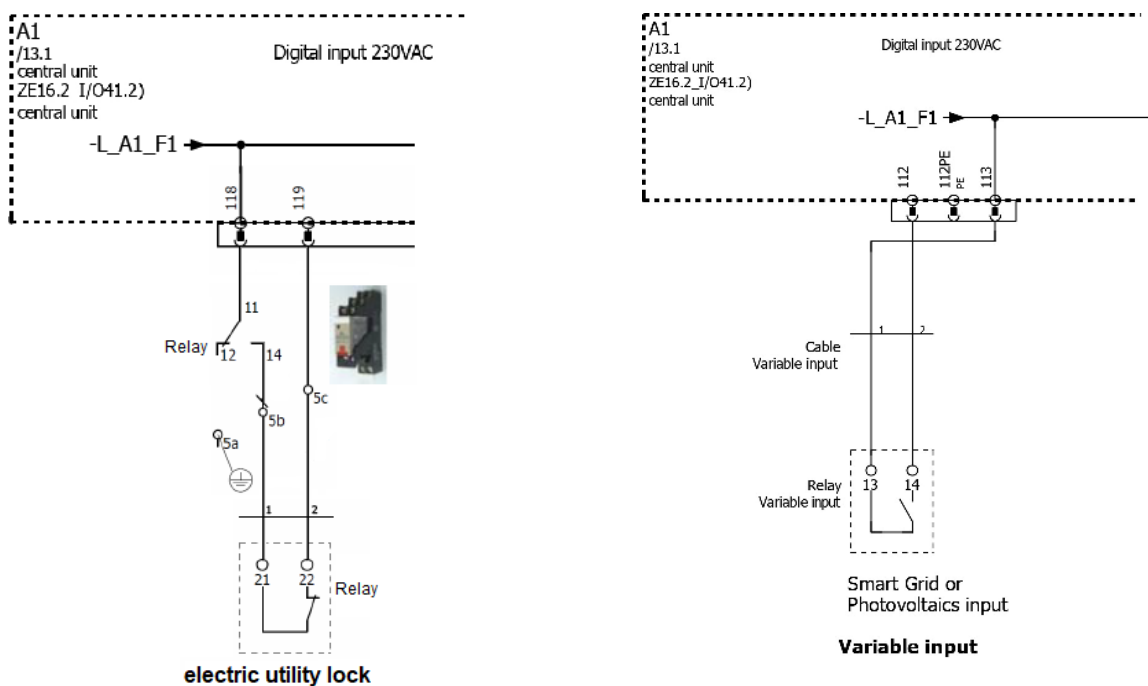 A1
/13.1
central unit
ZE16.2 I/O41.2)
central unit
Digital input 230VAC
-L_A1_F1
118
119
11
Relay
12
14
5c
5b
5a
1
2
21
22
Relay
electric utility lock
A1
/13.1
central unit
ZE16.2_I/O41.2)
central unit
Digital input 230VAC
-L_A1_F1
112
112PE
PE
113
1
2
Cable
Variable input
13
14
Relay
Variable input
Smart Grid or
Photovoltaics input
Variable input